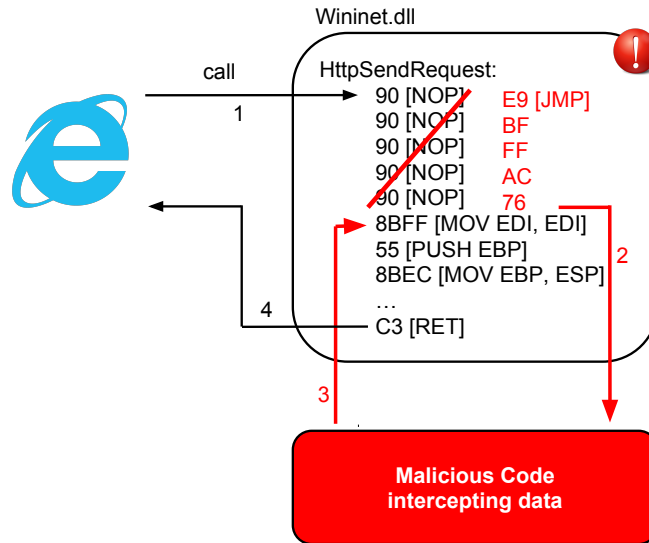 Wininet.dll
call
1
HttpSendRequest:
90 [NOP] E9 [JMP]
90 [NOP] BF
90 [NOP] FF
90 [NOP] AC
90 [NOP] 76
8BFF [MOV EDI, EDI]
2
55 [PUSH EBP]
8BEC [MOV EBP, ESP]
…
4
C3 [RET]
3
Malicious Code
intercepting data